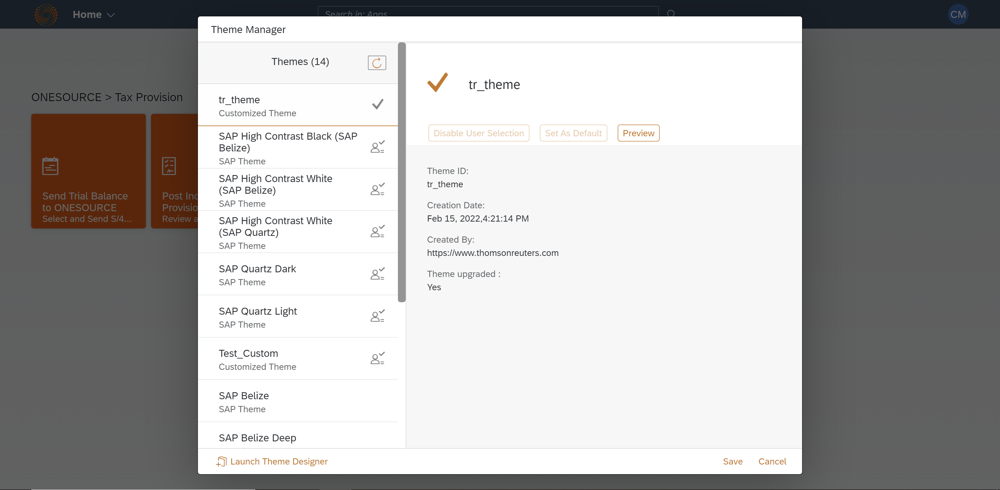 Home
Search in: Apps
CM
Theme Manager
Themes (14)
tr_theme
Customized Theme
SAP High Contrast Black (SAP
Belize)
SAP Theme
SAP High Contrast White
(SAP Belize)
SAP Theme
SAP High Contrast White
(SAP Quartz)
SAP Theme
SAP Quartz Dark
SAP Theme
SAP Quartz Light
SAP Theme
Test_Custom
Customized Theme
SAP Belize
SAP Theme
SAP Belize Deep
tr_theme
Disable User Selection
Set As Default
Preview
Theme ID:
tr_theme
Creation Date:
Feb 15, 2022,4:21:14 PM
Created By:
https://www.thomsonreuters.com
Theme upgraded :
Yes
Launch Theme Designer
Save
Cancel
ONESOURCE > Tax Provision
Send Trial Balance
to ONESOURCE
Select and Send S/4...
Post
Review